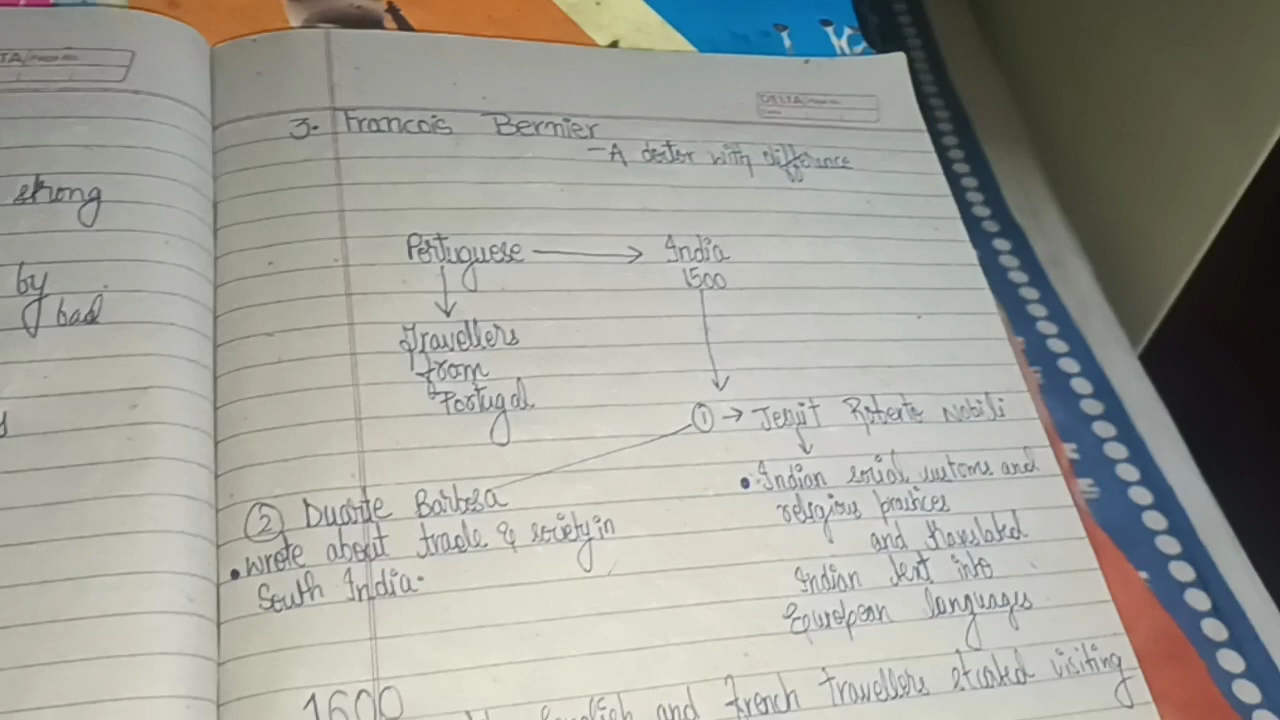 strong
by
bad
3. Francois Bernier
- A doctor with difference
Portuguese → India
1500
Travellers
from
Portugal
① → Jesuit Roberto Nobili
• Indian social customs and
religious practices
and translated
Indian text into
European languages
② Duarte Barbosa
• wrote about trade & society in
South India.
1600
English and French travellers started visiting